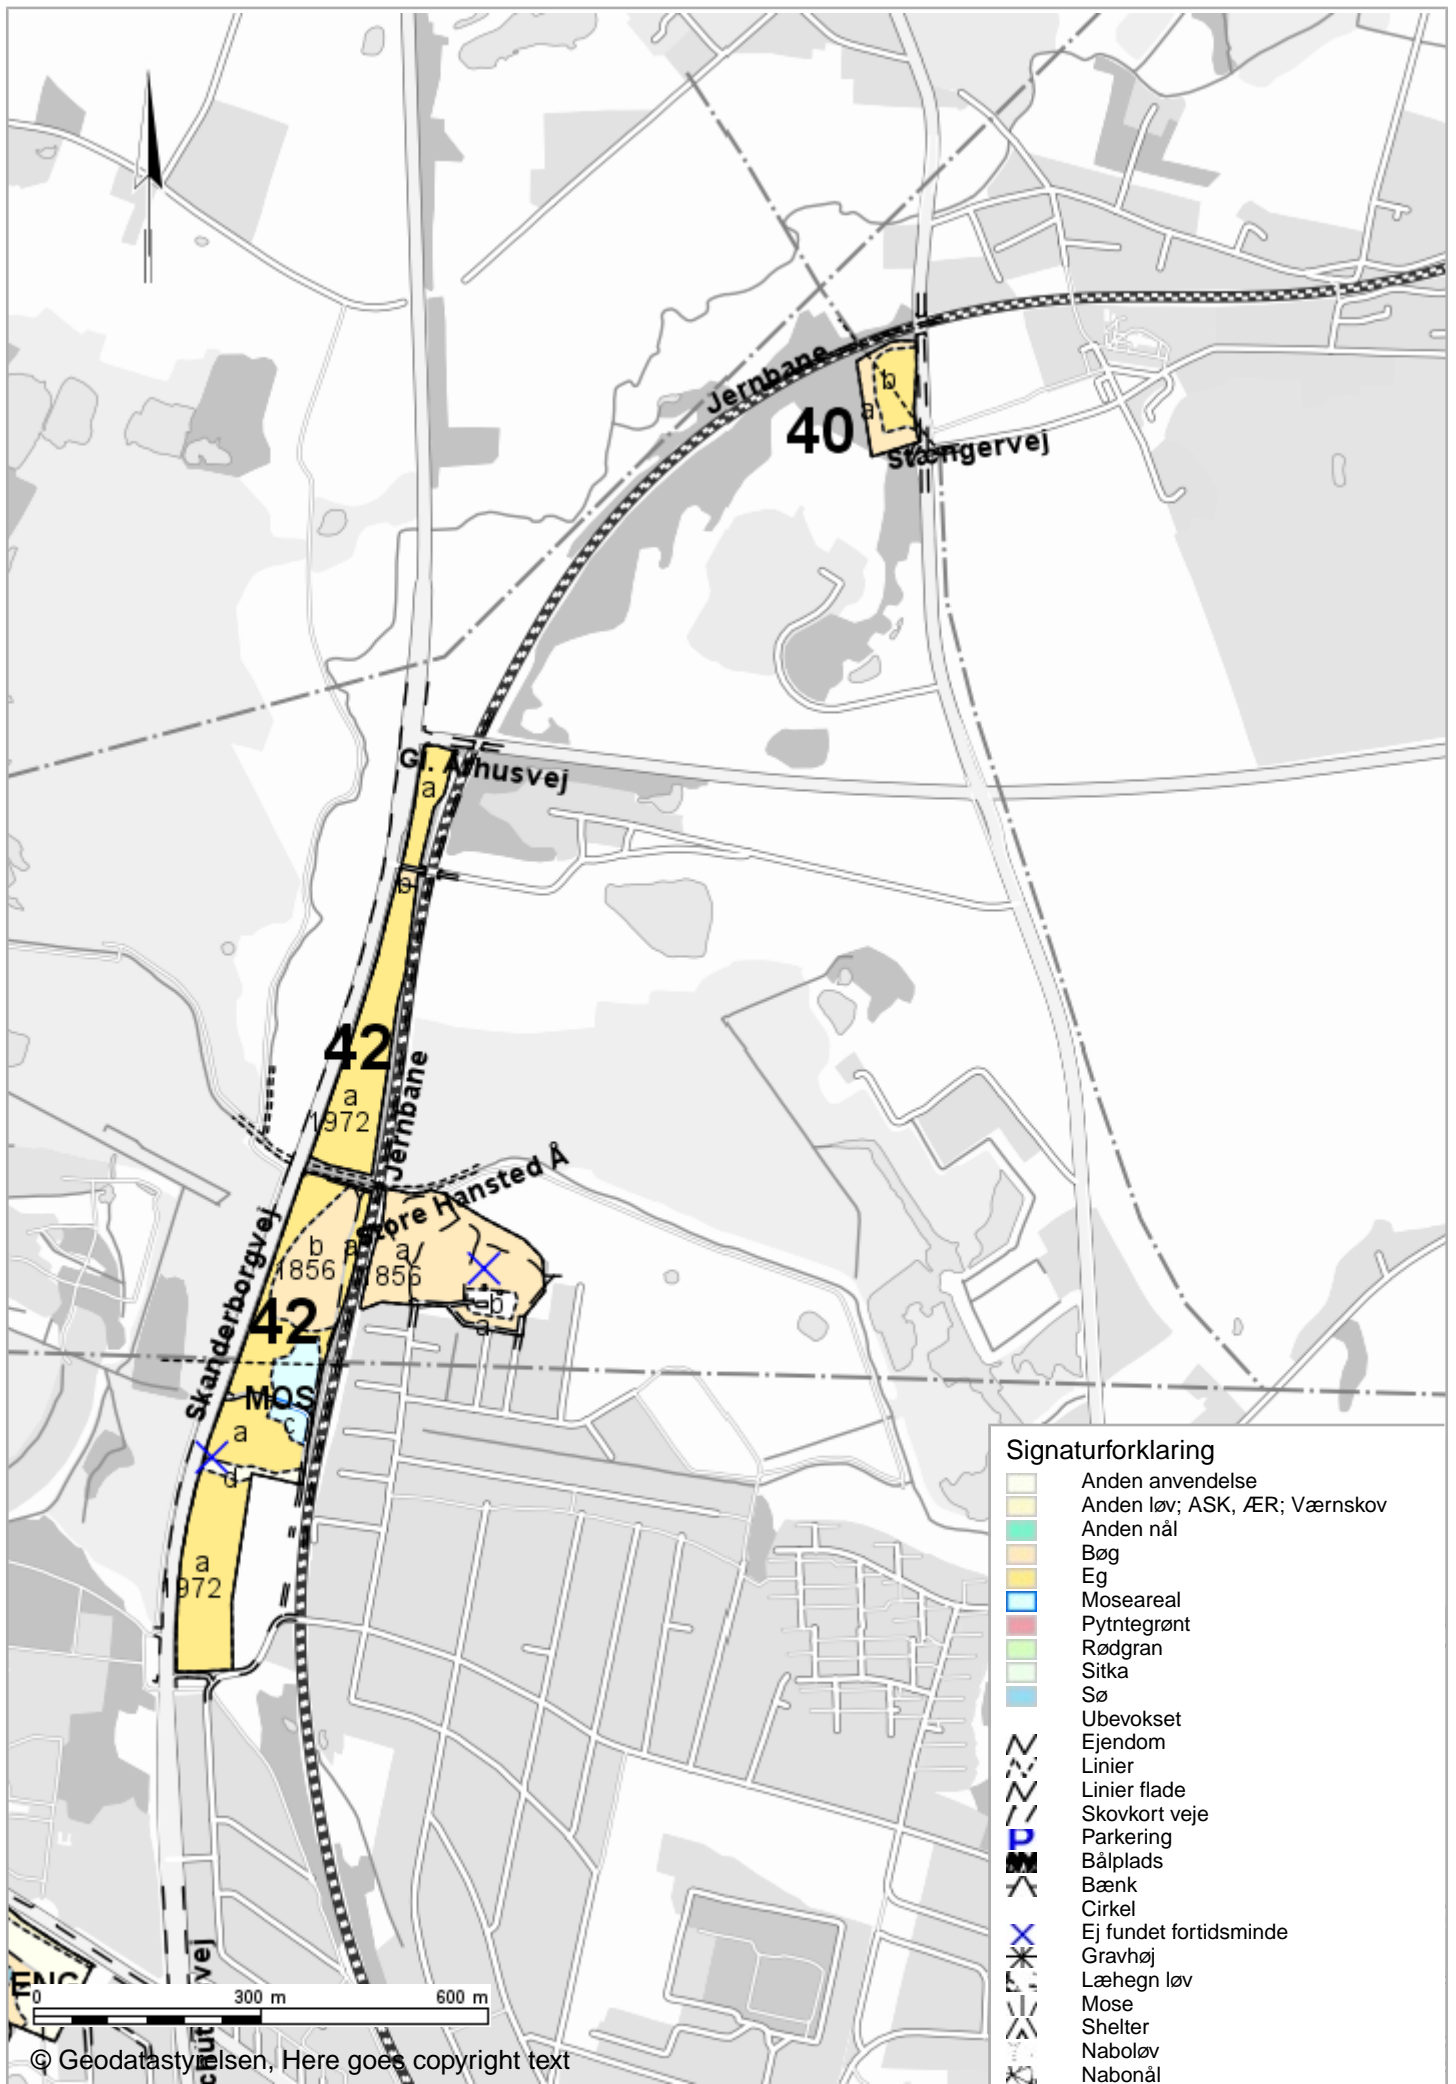 Jernbane
b
a
40
Stængervej
Gl. Århusvej
a
b
42
a
1972
Jernbane
Store Hansted Å
Skanderborgvej
b
1856
a
a
1856
b
a
42
MOS
a
c
d
a
1972
ENG
0 300 m 600 m
© Geodatastyrelsen, Here goes copyright text
Signaturforklaring
Anden anvendelse
Anden løv; ASK, ÆR; Værnskov
Anden nål
Bøg
Eg
Moseareal
Pyntegrønt
Rødgran
Sitka
Sø
Ubevokset
Ejendom
Linier
Linier flade
Skovkort veje
P Parkering
Bålplads
Bænk
Cirkel
Ej fundet fortidsminde
Gravhøj
Læhegn løv
Mose
Shelter
Naboløv
Nabonål